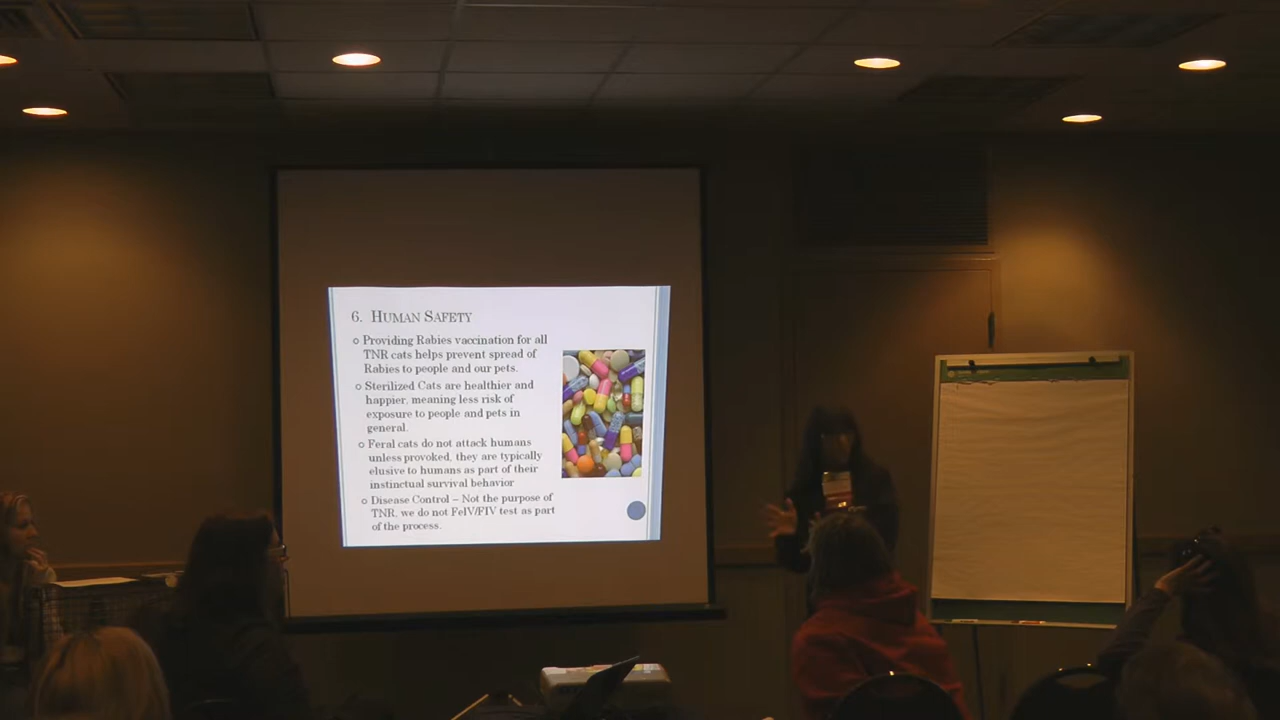 6. HUMAN SAFETY
Providing Rabies vaccination for all
TNR cats helps prevent spread of
Rabies to people and our pets.
Sterilized Cats are healthier and
happier, meaning less risk of
exposure to people and pets in
general.
Feral cats do not attack humans
unless provoked, they are typically
elusive to humans as part of their
instinctual survival behavior
Disease Control – Not the purpose of
TNR, we do not FelV/FIV test as part
of the process.